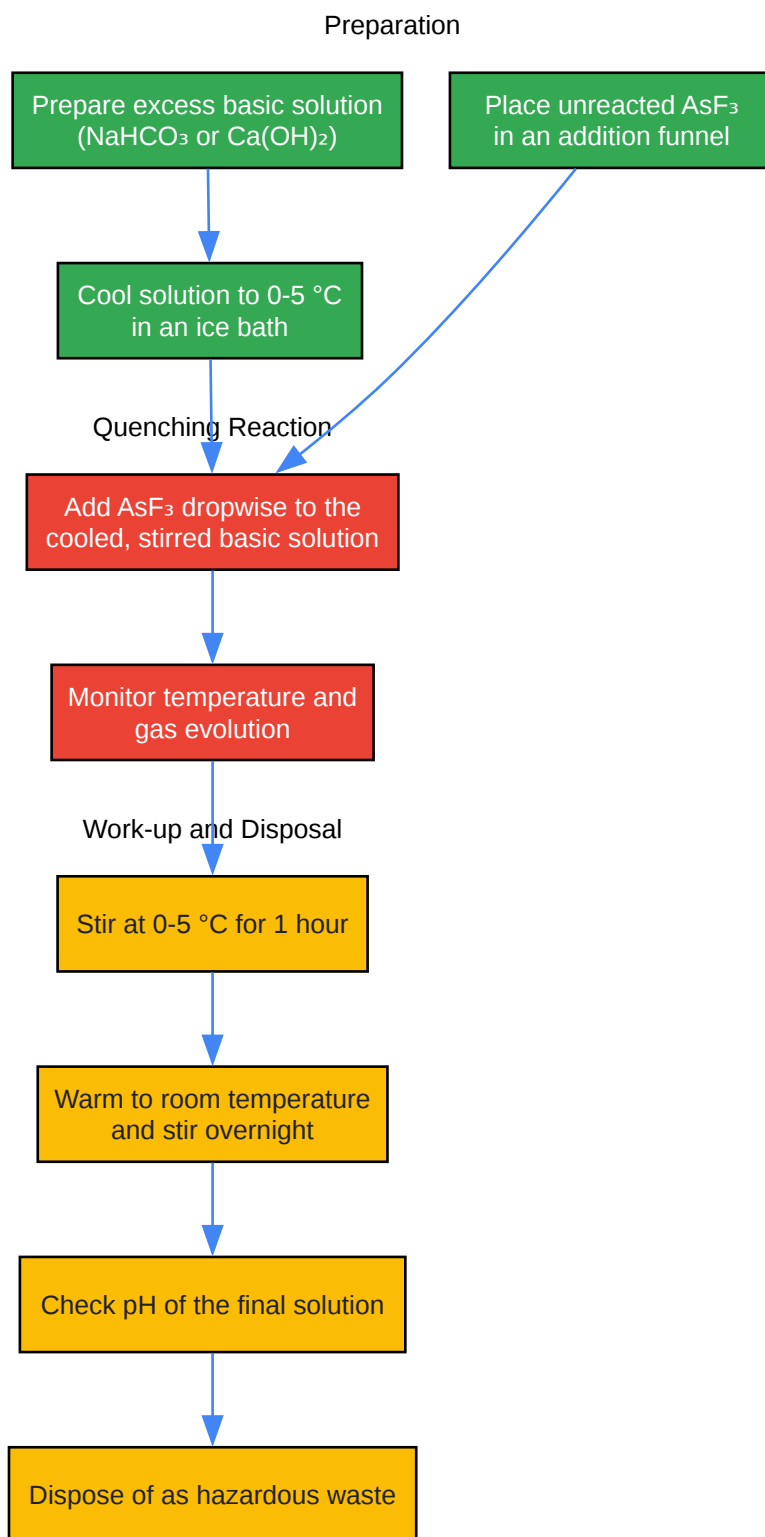 Preparation
Prepare excess basic solution
(NaHCO₃ or Ca(OH)₂)
Place unreacted AsF₃
in an addition funnel
Cool solution to 0-5 °C
in an ice bath
Quenching Reaction
Add AsF₃ dropwise to the
cooled, stirred basic solution
Monitor temperature and
gas evolution
Work-up and Disposal
Stir at 0-5 °C for 1 hour
Warm to room temperature
and stir overnight
Check pH of the final solution
Dispose of as hazardous waste